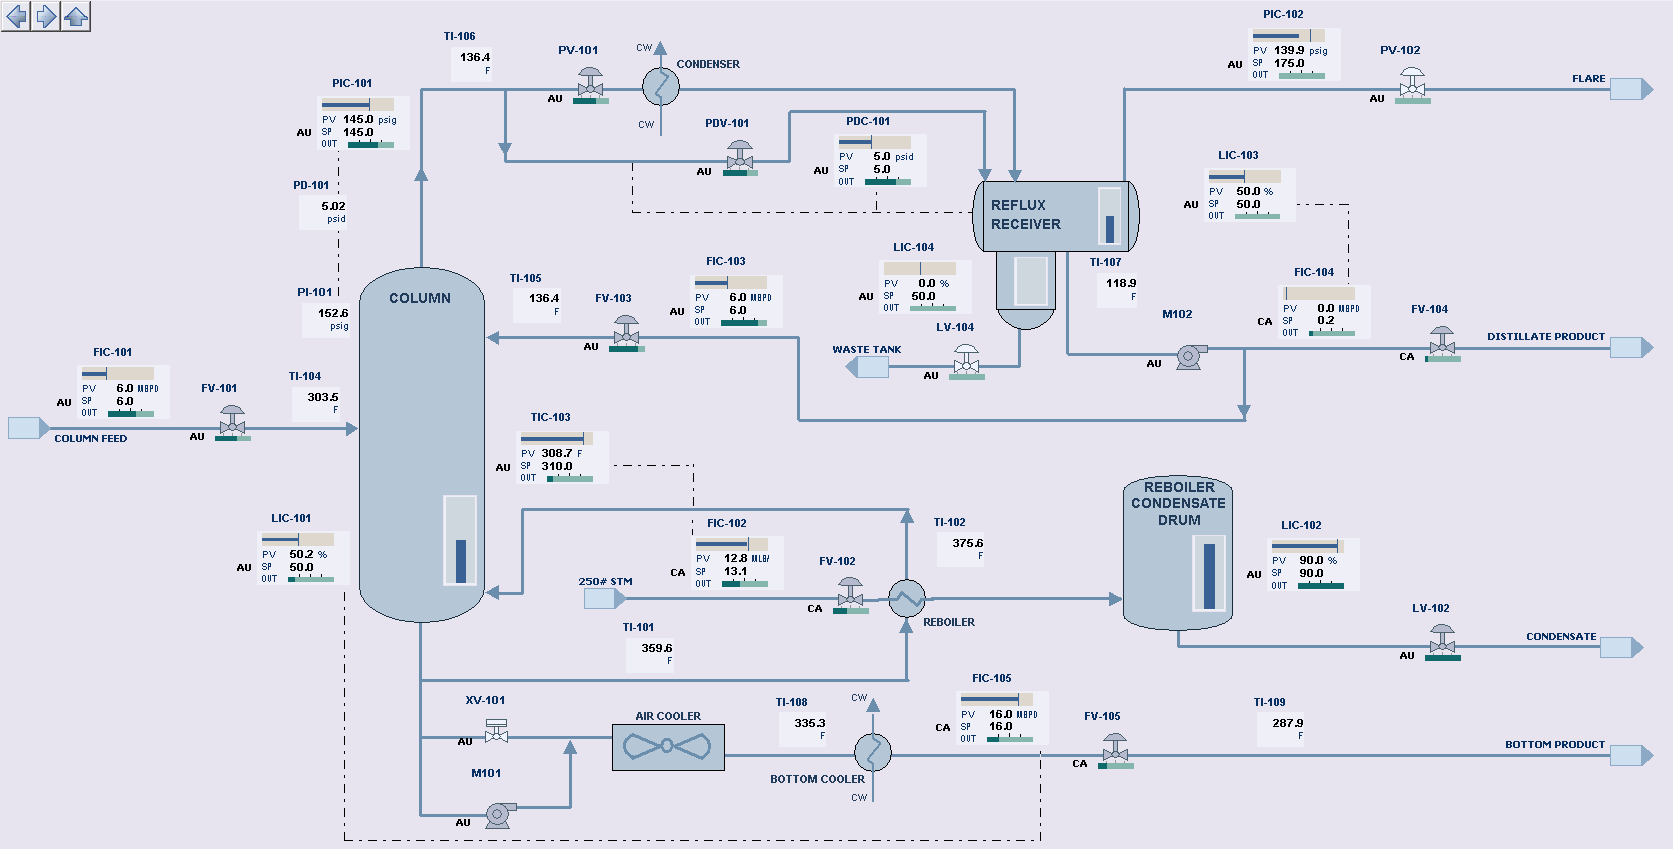 PIC-102
PV 139.9 psig
AU SP 175.0
OUT
PV-102
AU
FLARE
TI-106
136.4
F
PV-101
AU
CW
CONDENSER
CW
PIC-101
PV 145.0 psig
AU SP 145.0
OUT
PDV-101
AU
PDC-101
PV 5.0 psid
AU SP 5.0
OUT
LIC-103
PV 50.0 %
AU SP 50.0
OUT
PD-101
5.02
psid
REFLUX
RECEIVER
LIC-104
PV 0.0 %
AU SP 50.0
OUT
TI-107
118.9
F
FIC-104
PV 0.0 MBPD
CA SP 0.2
OUT
FV-104
CA
DISTILLATE PRODUCT
PI-101
152.6
psig
COLUMN
TI-105
136.4
F
FV-103
AU
FIC-103
PV 6.0 MBPD
AU SP 6.0
OUT
LV-104
AU
WASTE TANK
M102
AU
FIC-101
PV 6.0 MBPD
AU SP 6.0
OUT
FV-101
AU
TI-104
303.5
F
COLUMN FEED
TIC-103
PV 308.7 F
AU SP 310.0
OUT
LIC-101
PV 50.2 %
AU SP 50.0
OUT
FIC-102
PV 12.8 MLB/
CA SP 13.1
OUT
250# STM
FV-102
CA
TI-102
375.6
F
REBOILER
REBOILER
CONDENSATE
DRUM
LIC-102
PV 90.0 %
AU SP 90.0
OUT
LV-102
AU
CONDENSATE
TI-101
359.6
F
XV-101
AU
M101
AU
AIR COOLER
TI-108
335.3
F
CW
BOTTOM COOLER
CW
FIC-105
PV 16.0 MBPD
CA SP 16.0
OUT
FV-105
CA
TI-109
287.9
F
BOTTOM PRODUCT